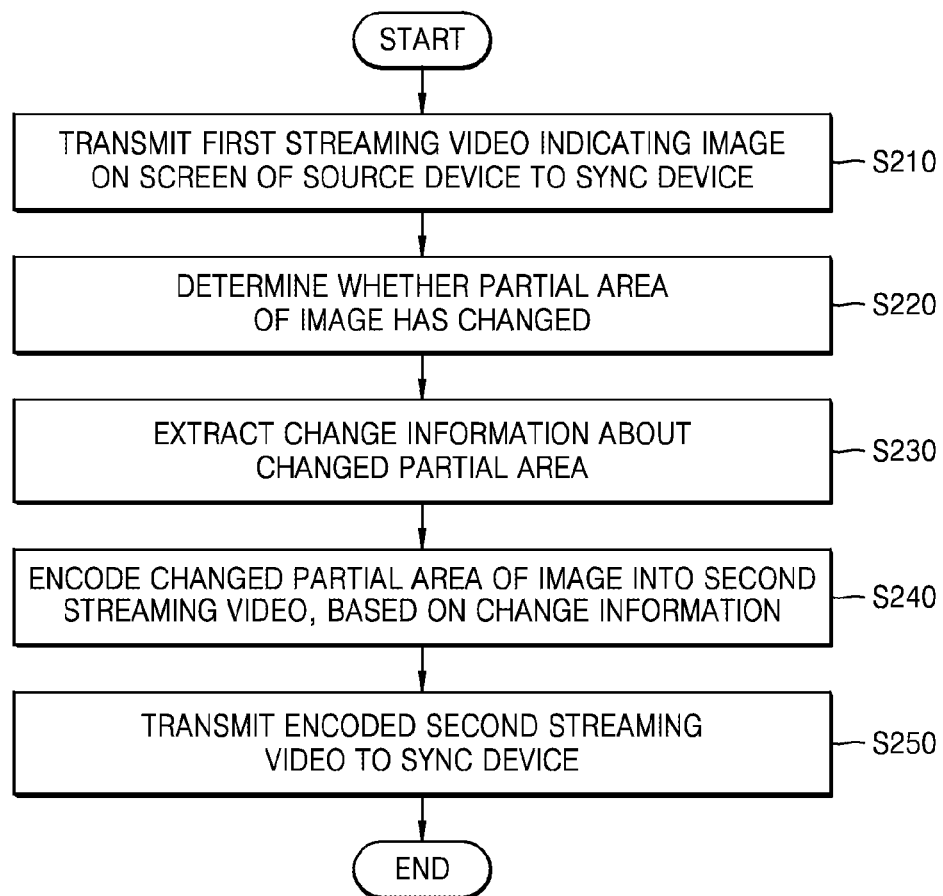 START
TRANSMIT FIRST STREAMING VIDEO INDICATING IMAGE
ON SCREEN OF SOURCE DEVICE TO SYNC DEVICE
S210
DETERMINE WHETHER PARTIAL AREA
OF IMAGE HAS CHANGED
S220
EXTRACT CHANGE INFORMATION ABOUT
CHANGED PARTIAL AREA
S230
ENCODE CHANGED PARTIAL AREA OF IMAGE INTO SECOND
STREAMING VIDEO, BASED ON CHANGE INFORMATION
S240
TRANSMIT ENCODED SECOND STREAMING
VIDEO TO SYNC DEVICE
S250
END